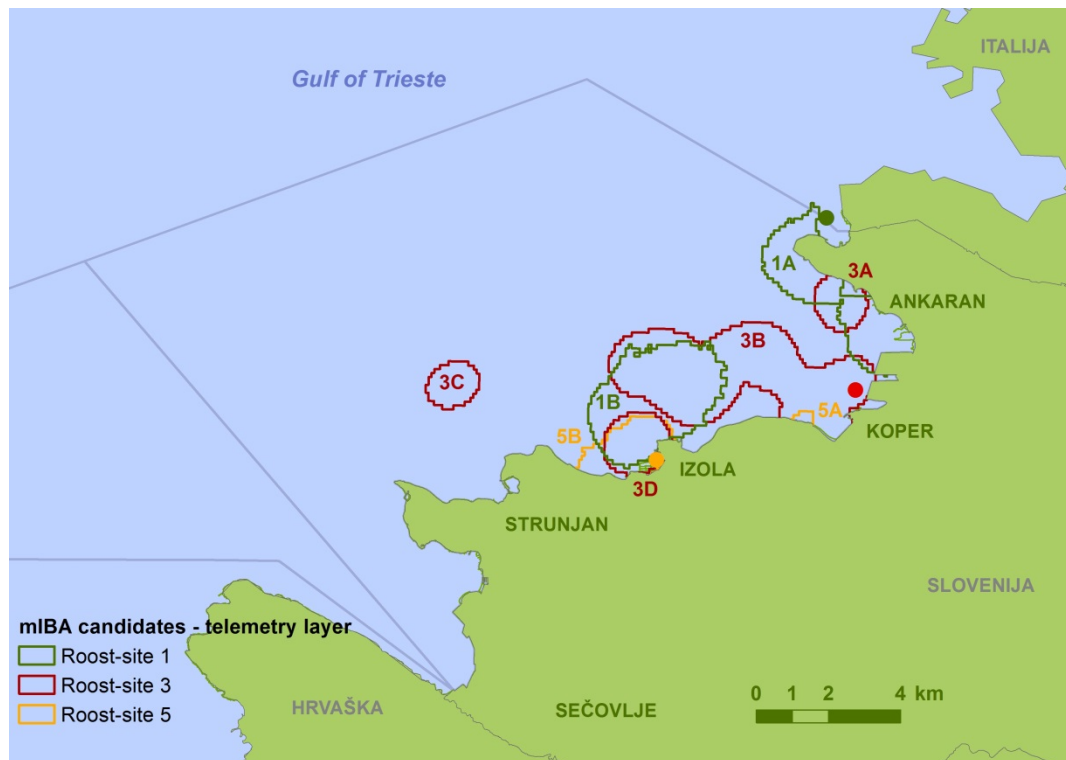 ITALIJA
Gulf of Trieste
1A
3A
ANKARAN
3B
3C
1B
5A
5B
KOPER
IZOLA
3D
STRUNJAN
SLOVENIJA
mIBA candidates - telemetry layer
Roost-site 1
Roost-site 3
Roost-site 5
HRVAŠKA
SEČOVLJE
0 1 2 4 km